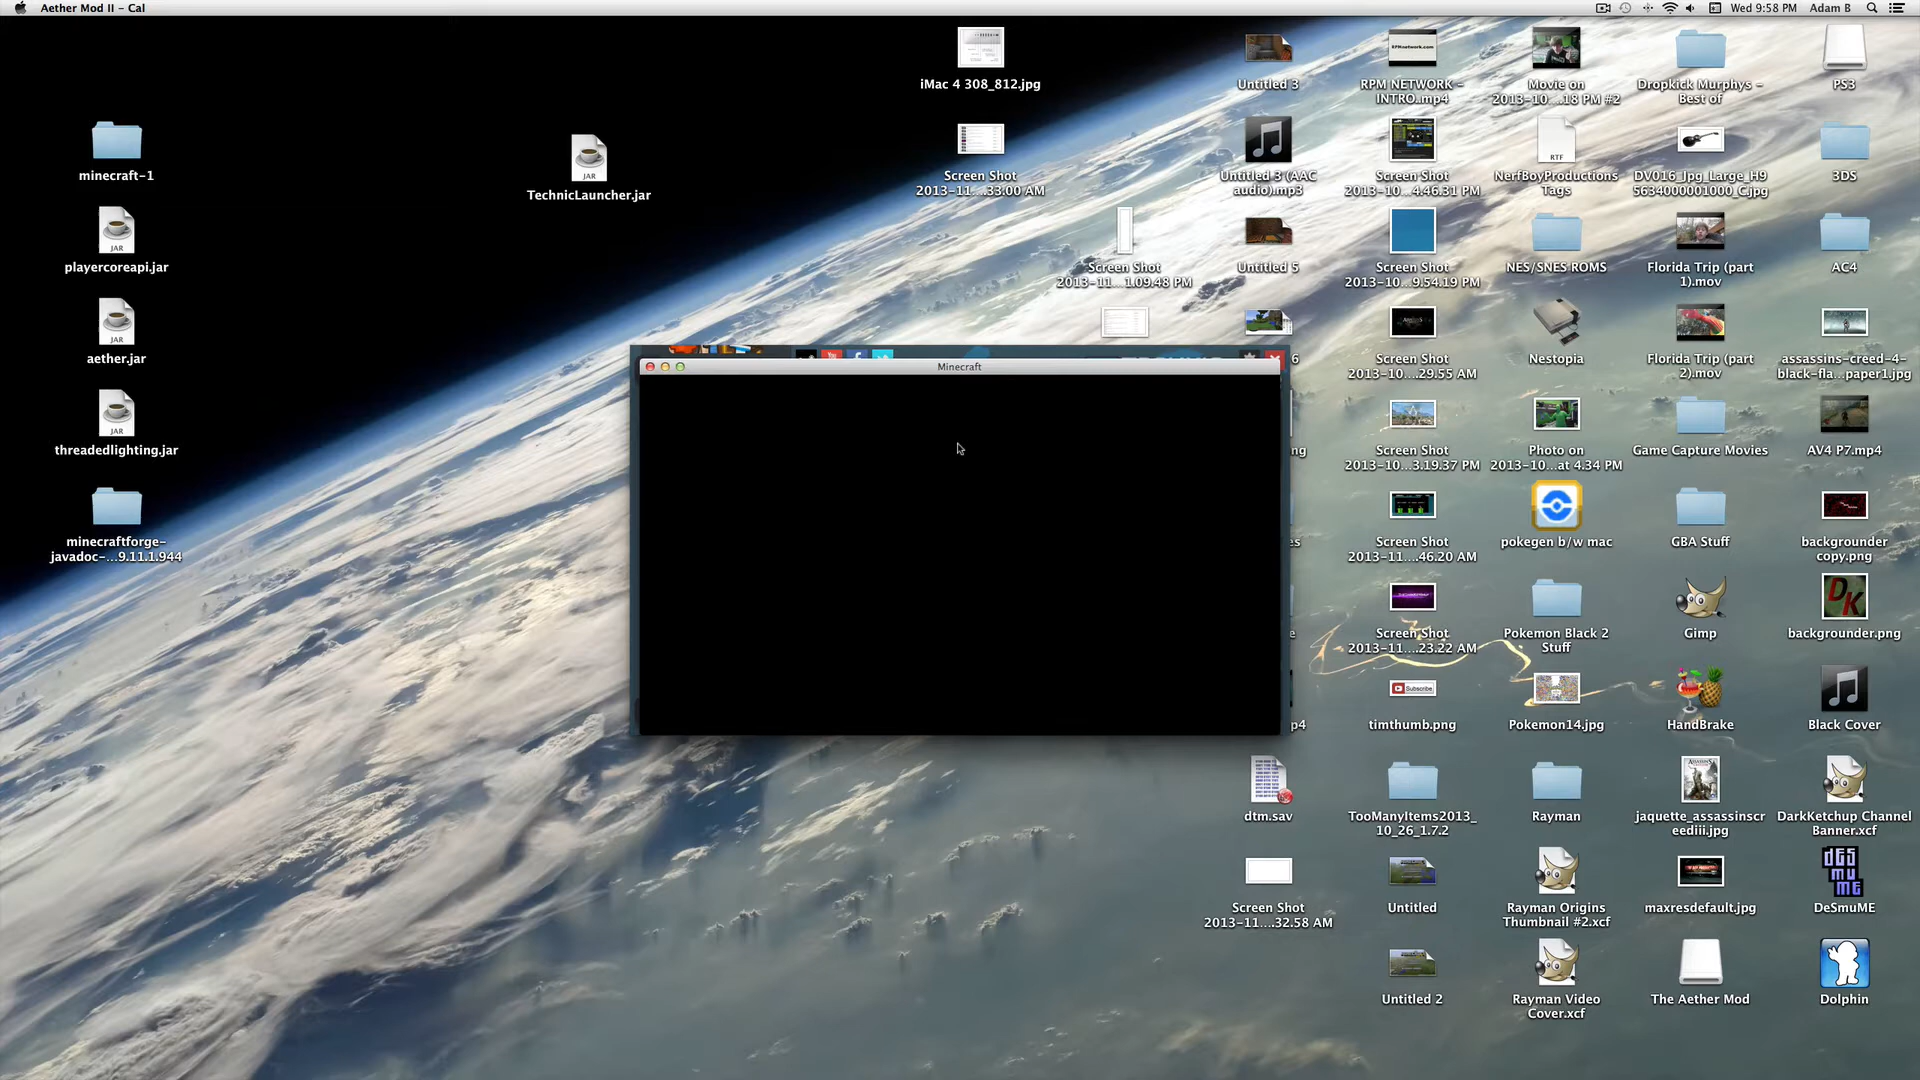 Aether Mod II - Cal
Wed 9:58 PM
Adam B
minecraft-1
playercoreapi.jar
aether.jar
threadedlighting.jar
minecraftforge-
javadoc-...9.11.1.944
JAR
TechnicLauncher.jar
iMac 4 308_812.jpg
Screen Shot
2013-11...33:00 AM
Screen Shot
2013-11...1.09.48 PM
Untitled 3
Untitled 3 (AAC
audio).mp3
Untitled 5
6
ng
es
e
p4
dtm.sav
Screen Shot
2013-11....32.58 AM
RPM NETWORK -
INTRO..mp4
Screen Shot
2013-10...4.46.31 PM
Screen Shot
2013-10...9.54.19 PM
Screen Shot
2013-10....29.55 AM
Screen Shot
2013-10...3.19.37 PM
Screen Shot
2013-11....46.20 AM
Screen Shot
2013-11....23.22 AM
Subscribe
timthumb.png
TooManyItems2013_
10_26_1.7.2
Untitled
Untitled 2
Movie on
2013-10....18 PM #2
RTF
NerfBoyProductions
Tags
NES/SNES ROMS
Nestopia
Photo on
2013-10...at 4.34 PM
pokegen b/w mac
Pokemon Black 2
Stuff
Pokemon14.jpg
Rayman
Rayman Origins
Thumbnail #2.xcf
Rayman Video
Cover.xcf
Dropkick Murphys -
Best of
DV016_Jpg_Large_H9
5634000001000_C.jpg
Florida Trip (part
1).mov
Florida Trip (part
2).mov
Game Capture Movies
GBA Stuff
Gimp
HandBrake
jaquette_assassinscr
eediii.jpg
maxresdefault.jpg
The Aether Mod
PS3
3DS
AC4
assassins-creed-4-
black-fla...paper1.jpg
AV4 P7.mp4
backgrounder
copy.png
DK
backgrounder.png
Black Cover
DarkKetchup Channel
Banner.xcf
DeSmuME
Dolphin
Minecraft